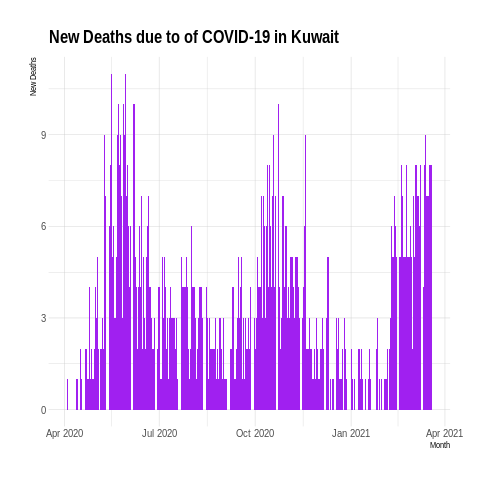 New Deaths due to of COVID-19 in Kuwait
New Deaths
9
6
3
0
Apr 2020
Jul 2020
Oct 2020
Jan 2021
Apr 2021
Month